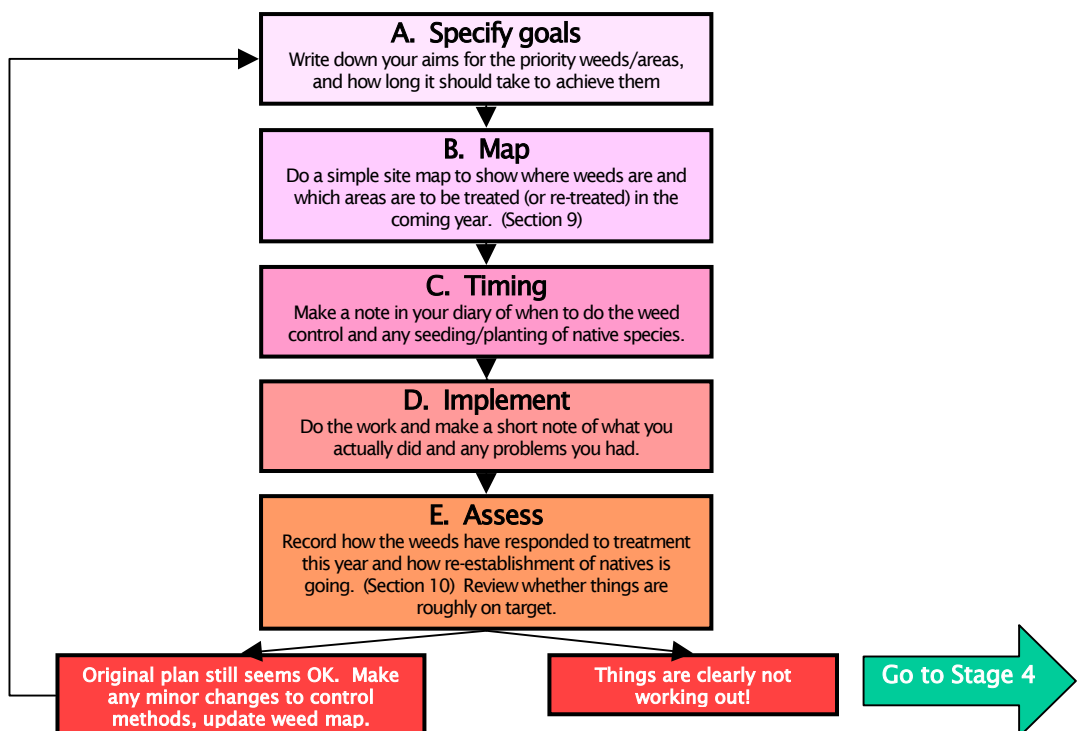 A. Specify goals
Write down your aims for the priority weeds/areas,
and how long it should take to achieve them
B. Map
Do a simple site map to show where weeds are and
which areas are to be treated (or re-treated) in the
coming year. (Section 9)
C. Timing
Make a note in your diary of when to do the weed
control and any seeding/planting of native species.
D. Implement
Do the work and make a short note of what you
actually did and any problems you had.
E. Assess
Record how the weeds have responded to treatment
this year and how re-establishment of natives is
going. (Section 10) Review whether things are
roughly on target.
Original plan still seems OK. Make
any minor changes to control
methods, update weed map.
Things are clearly not
working out!
Go to Stage 4